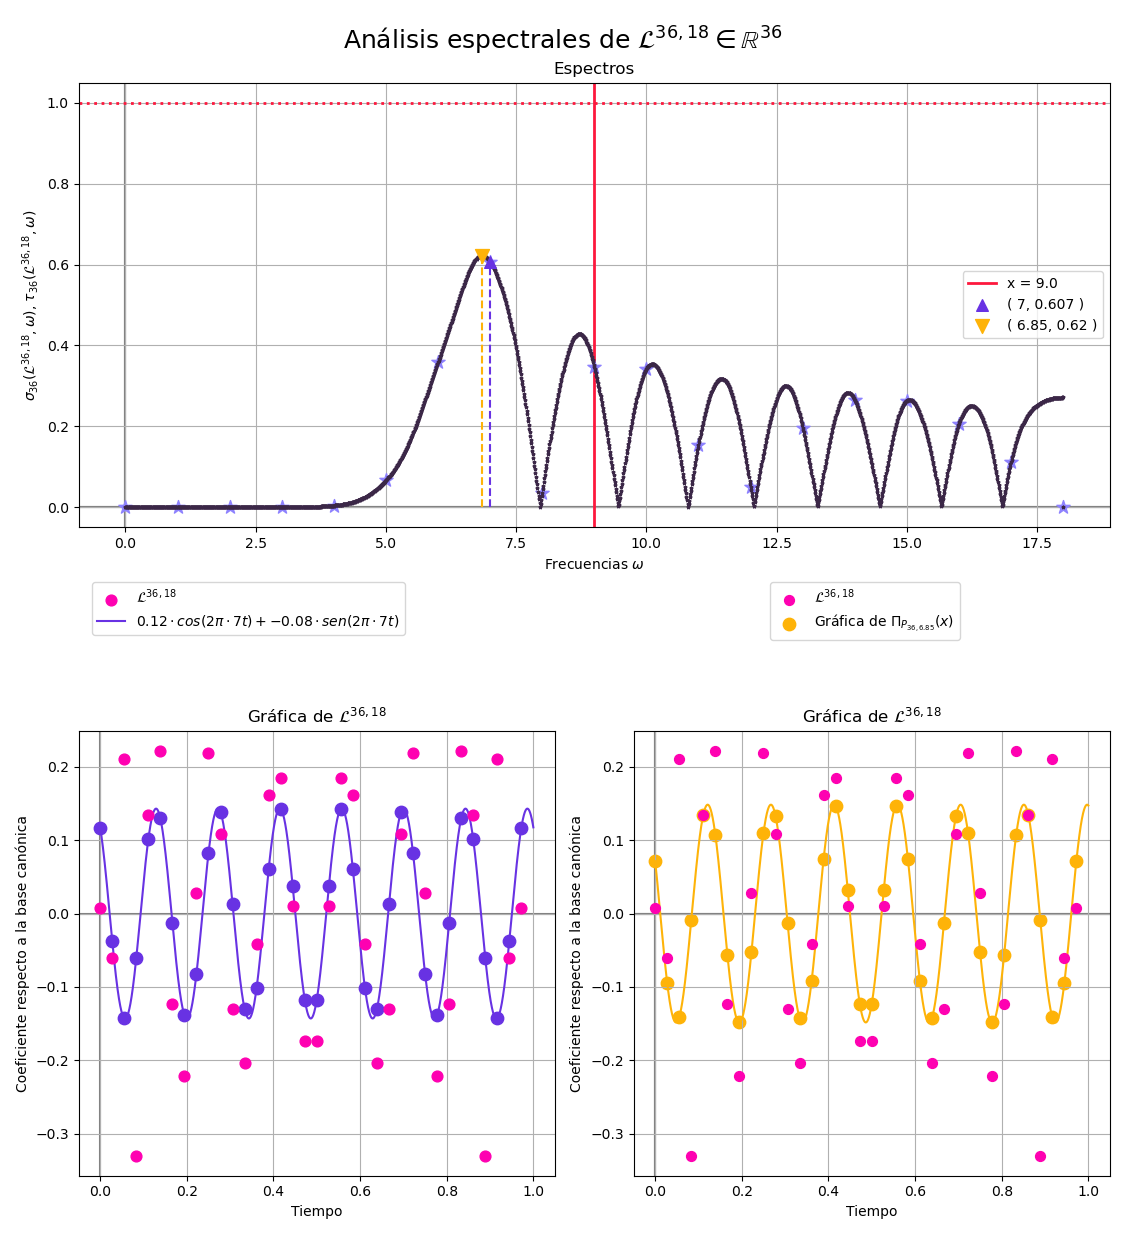 Análisis espectrales de 𝓛^{36,18} ∈ ℝ^{36}
Espectros
σ_{36}(𝓛^{36,18}, ω), τ_{36}(𝓛^{36,18}, ω)
1.0
0.8
0.6
0.4
0.2
0.0
x = 9.0
( 7, 0.607 )
( 6.85, 0.62 )
0.0 2.5 5.0 7.5 10.0 12.5 15.0 17.5
Frecuencias ω
𝓛^{36,18}
0.12 · cos(2π · 7t) + −0.08 · sen(2π · 7t)
𝓛^{36,18}
Gráfica de Π_{P_{36,6.85}}(x)
Gráfica de 𝓛^{36,18}
Coeficiente respecto a la base canónica
0.2
0.1
0.0
−0.1
−0.2
−0.3
0.0 0.2 0.4 0.6 0.8 1.0
Tiempo
Gráfica de 𝓛^{36,18}
Coeficiente respecto a la base canónica
0.2
0.1
0.0
−0.1
−0.2
−0.3
0.0 0.2 0.4 0.6 0.8 1.0
Tiempo